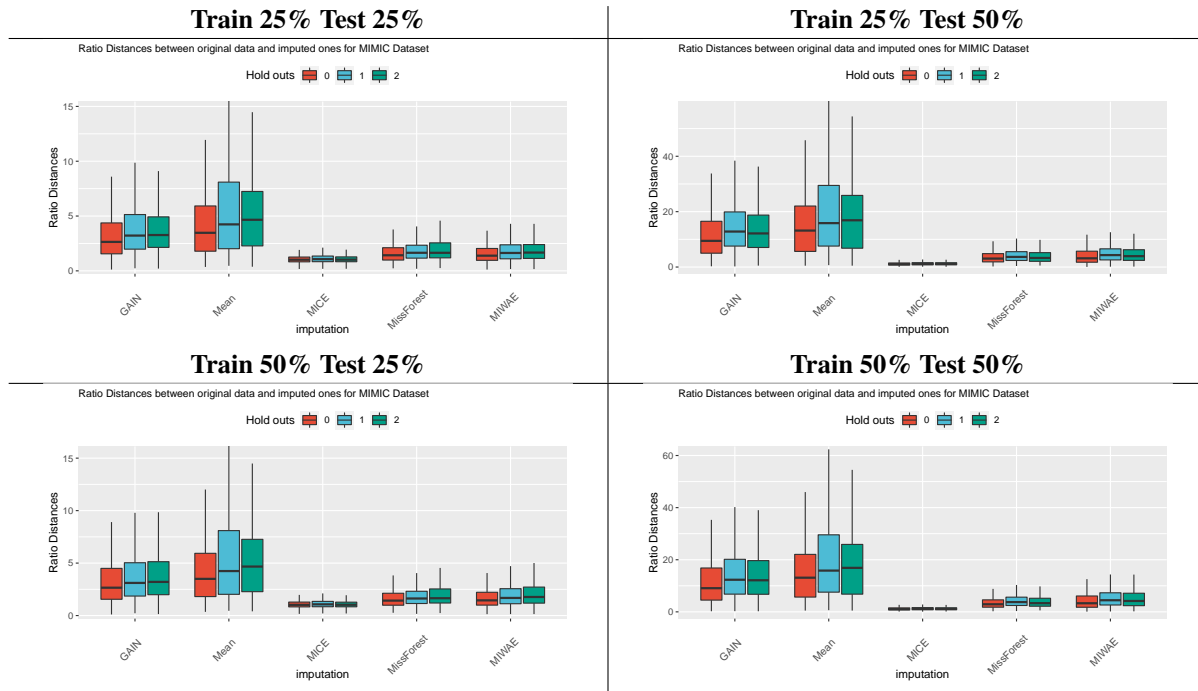 Train 25% Test 25%
Ratio Distances between original data and imputed ones for MIMIC Dataset
Hold outs 0 1 2
Ratio Distances
15
10
5
0
GAIN
Mean
MICE
MissForest
MIWAE
imputation
Train 25% Test 50%
Ratio Distances between original data and imputed ones for MIMIC Dataset
Hold outs 0 1 2
Ratio Distances
40
20
0
GAIN
Mean
MICE
MissForest
MIWAE
imputation
Train 50% Test 25%
Ratio Distances between original data and imputed ones for MIMIC Dataset
Hold outs 0 1 2
Ratio Distances
15
10
5
0
GAIN
Mean
MICE
MissForest
MIWAE
imputation
Train 50% Test 50%
Ratio Distances between original data and imputed ones for MIMIC Dataset
Hold outs 0 1 2
Ratio Distances
60
40
20
0
GAIN
Mean
MICE
MissForest
MIWAE
imputation